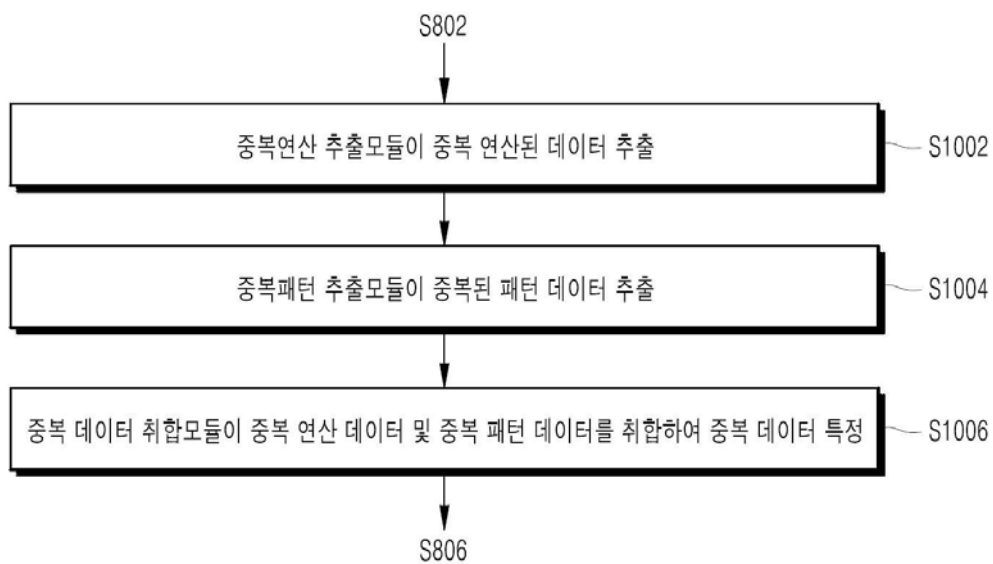 S802
중복연산 추출모듈이 중복 연산된 데이터 추출
S1002
중복패턴 추출모듈이 중복된 패턴 데이터 추출
S1004
중복 데이터 취합모듈이 중복 연산 데이터 및 중복 패턴 데이터를 취합하여 중복 데이터 특정
S1006
S806